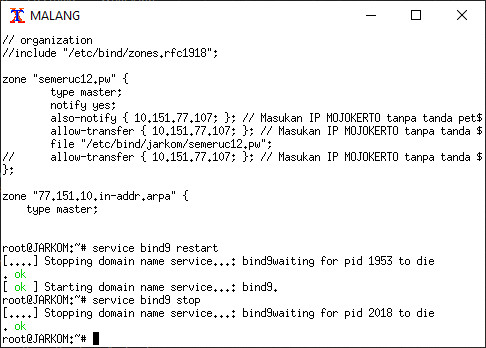 MALANG
// organization
//include "/etc/bind/zones.rfc1918";
zone "semeruc12.pw" {
type master;
notify yes;
also-notify { 10.151.77.107; }; // Masukan IP MOJOKERTO tanpa tanda pet$
allow-transfer { 10.151.77.107; }; // Masukan IP MOJOKERTO tanpa tanda $
file "/etc/bind/jarkom/semeruc12.pw";
// allow-transfer { 10.151.77.107; }; // Masukan IP MOJOKERTO tanpa tanda $
};
zone "77.151.10.in-addr.arpa" {
type master;
root@JARKOM:~# service bind9 restart
[....] Stopping domain name service...: bind9waiting for pid 1953 to die
. ok
[ ok ] Starting domain name service...: bind9.
root@JARKOM:~# service bind9 stop
[....] Stopping domain name service...: bind9waiting for pid 2018 to die
. ok
root@JARKOM:~#